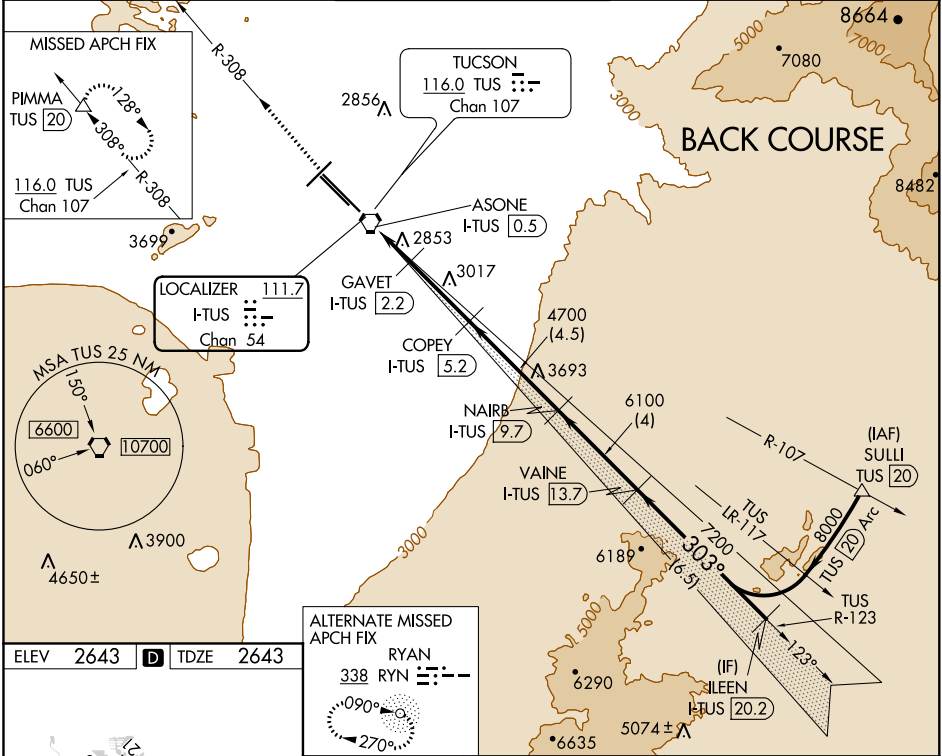 MISSED APCH FIX
PIMMA
TUS 20
128°
308°
R-308
116.0 TUS
Chan 107
R-308
2856
TUCSON
116.0 TUS
Chan 107
8664
5000
7000
7080
3000
BACK COURSE
8482
3699
ASONE
I-TUS 0.5
2853
GAVET
I-TUS 2.2
3017
LOCALIZER 111.7
I-TUS
Chan 54
COPEY
I-TUS 5.2
4700
(4.5)
3693
MSA TUS 25 NM
150°
6600
10700
060°
NAIRB
I-TUS 9.7
6100
(4)
R-107
(IAF)
SULLI
TUS 20
VAINE
I-TUS 13.7
TUS
LR-117
8000
TUS 20 Arc
7200
303°
(6.5)
3900
4650±
3000
6189
TUS
R-123
5000
123°
(IF)
ILEEN
I-TUS 20.2
6290
5074±
6635
ALTERNATE MISSED
APCH FIX
RYAN
338 RYN
090°
270°
ELEV 2643 D TDZE 2643
21